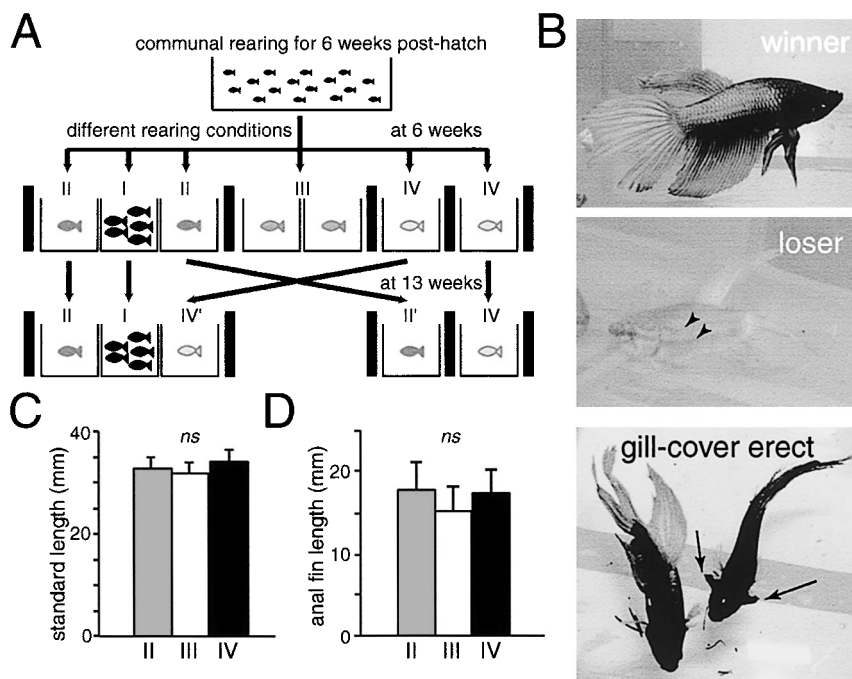 A
communal rearing for 6 weeks post-hatch
different rearing conditions
at 6 weeks
II I II III IV IV
at 13 weeks
II I IV' II' IV
B
winner
loser
gill-cover erect
C
ns
standard length (mm)
40
20
0
II III IV
D
ns
anal fin length (mm)
20
15
10
0
II III IV